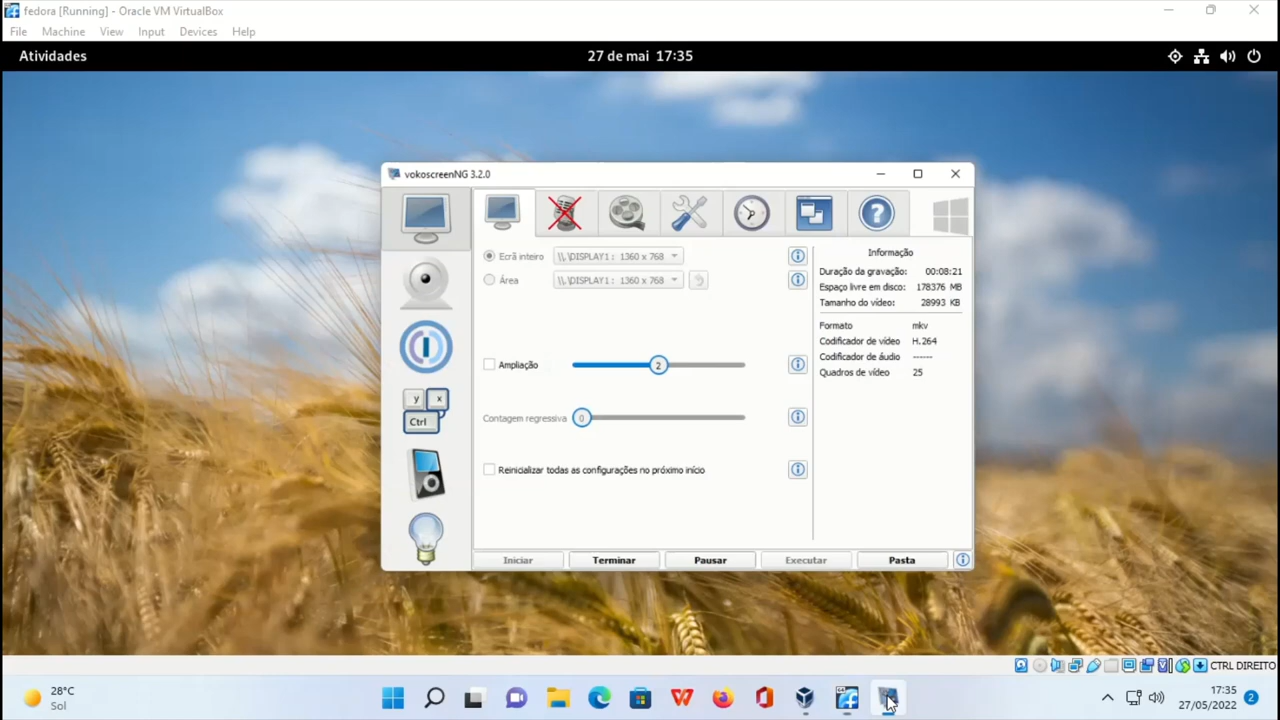 fedora [Running] - Oracle VM VirtualBox
File Machine View Input Devices Help
Atividades
27 de mai 17:35
vokoscreenNG 3.2.0
Ecrã inteiro
\\.\DISPLAY1 : 1360 x 768
Área
\\.\DISPLAY1 : 1360 x 768
Ampliação
2
Contagem regressiva
0
Reinicializar todas as configurações no próximo início
y x
Ctrl
Informação
Duração da gravação: 00:08:21
Espaço livre em disco: 178376 MB
Tamanho do vídeo: 28993 KB
Formato mkv
Codificador de vídeo H.264
Codificador de áudio ------
Quadros de vídeo 25
Iniciar Terminar Pausar Executar Pasta
CTRL DIREITO
28°C
Sol
17:35
27/05/2022
2